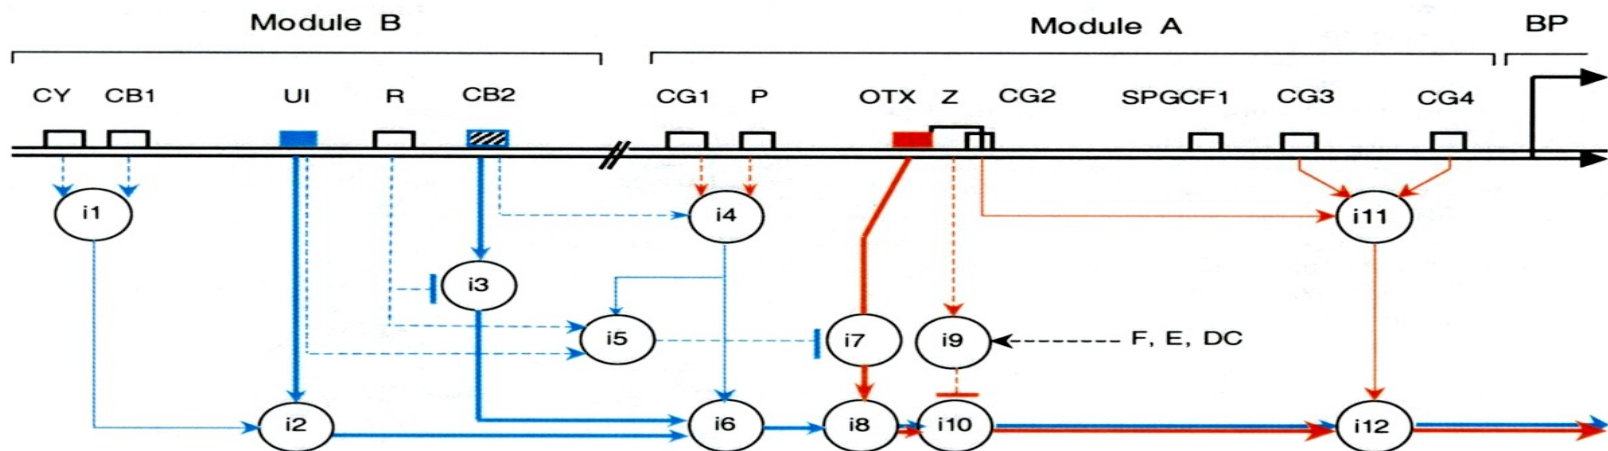 Module B Module A BP
CY CB1 UI R CB2 CG1 P OTX Z CG2 SPGCF1 CG3 CG4
i1 i4 i11
i3
i5 i7 i9 F, E, DC
i2 i6 i8 i10 i12